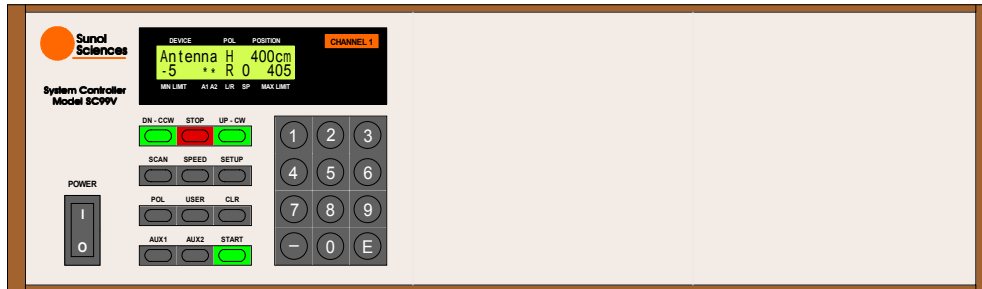 Sunol
Sciences
System Controller
Model SC99V
DEVICE POL POSITION
CHANNEL 1
Antenna H 400cm
-5 ** R 0 405
MIN LIMIT A1 A2 L/R SP MAX LIMIT
DN - CCW STOP UP - CW
SCAN SPEED SETUP
POL USER CLR
AUX1 AUX2 START
POWER
I
O
1 2 3
4 5 6
7 8 9
– 0 E